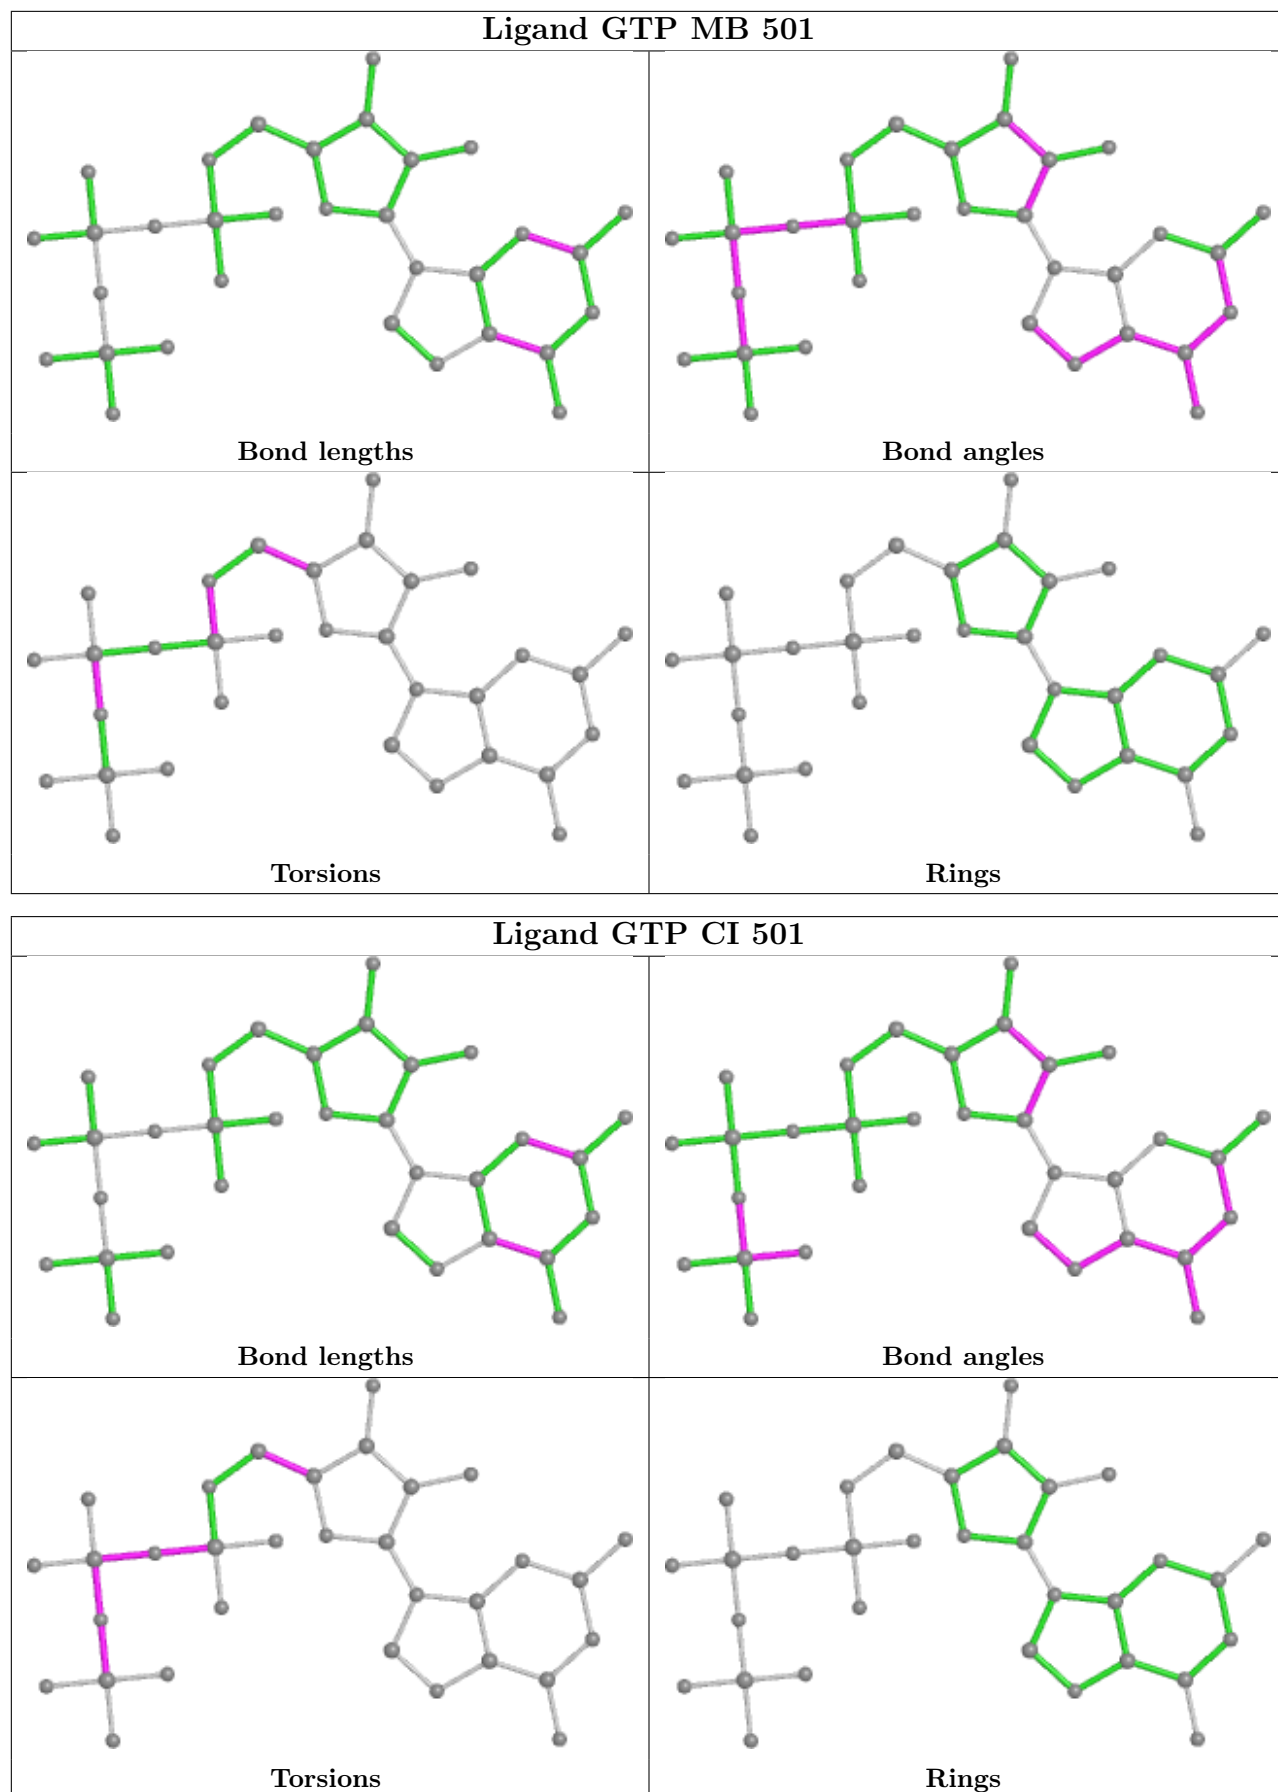 Ligand GTP MB 501
Bond lengths
Bond angles
Torsions
Rings
Ligand GTP CI 501
Bond lengths
Bond angles
Torsions
Rings